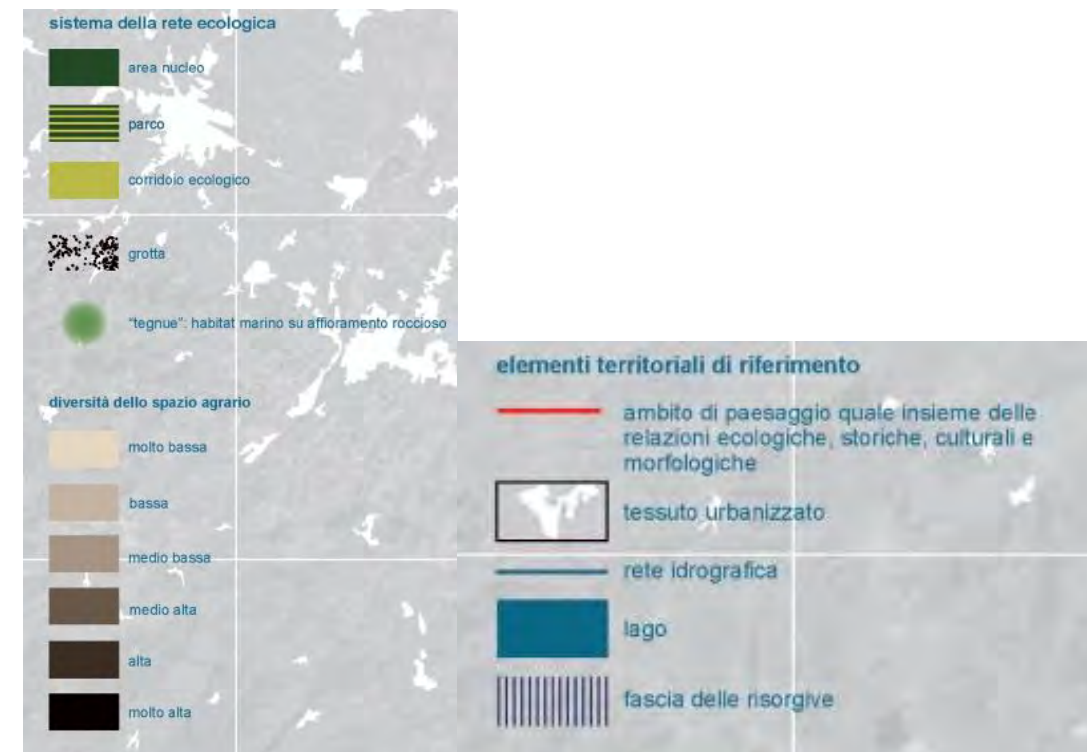 sistema della rete ecologica
area nucleo
parco
corridoio ecologico
grotta
"tegnue": habitat marino su affioramento roccioso
diversità dello spazio agrario
molto bassa
bassa
medio bassa
medio alta
alta
molto alta
elementi territoriali di riferimento
ambito di paesaggio quale insieme delle
relazioni ecologiche, storiche, culturali e
morfologiche
tessuto urbanizzato
rete idrografica
lago
fascia delle risorgive